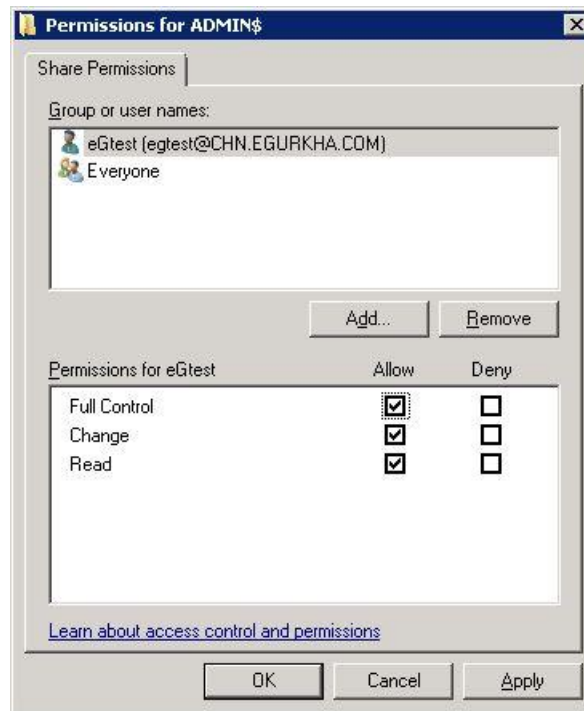 Permissions for ADMIN$
Share Permissions
Group or user names:
eGtest (egtest@CHN.EGURKHA.COM)
Everyone
Add... Remove
Permissions for eGtest Allow Deny
Full Control
Change
Read
Learn about access control and permissions
OK Cancel Apply